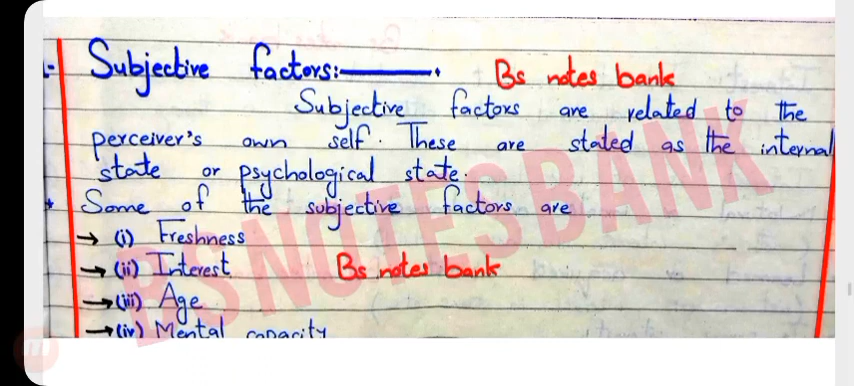 1- Subjective factors:-
Bs notes bank
Subjective factors are related to the
perceiver's own self. These are stated as the internal
state or psychological state.
* Some of the subjective factors are
→ (i) Freshness
→ (ii) Interest
Bs notes bank
→ (iii) Age
→ (iv) Mental capacity
BSNOTESBANK